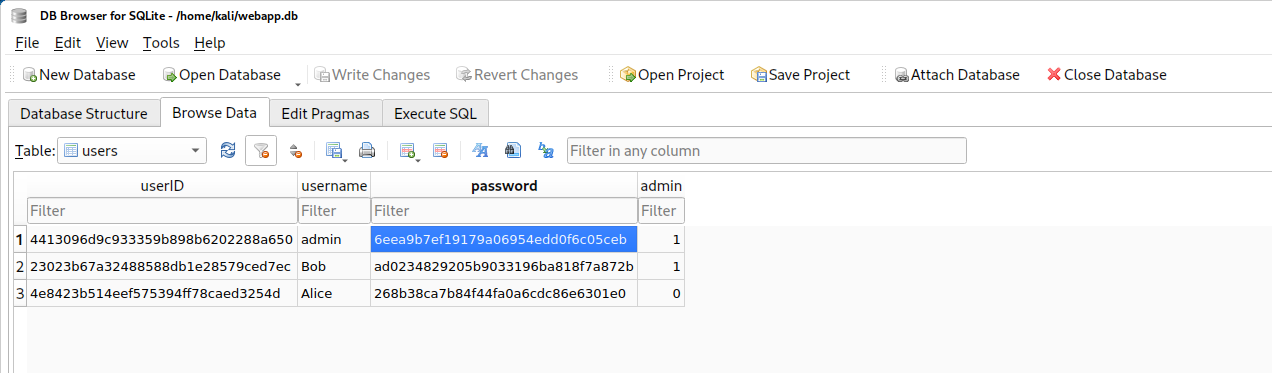 DB Browser for SQLite - /home/kali/webapp.db
File Edit View Tools Help
New Database Open Database Write Changes Revert Changes Open Project Save Project Attach Database Close Database
Database Structure Browse Data Edit Pragmas Execute SQL
Table: users Filter in any column
userID username password admin
Filter Filter Filter Filter
1 4413096d9c933359b898b6202288a650 admin 6eea9b7ef19179a06954edd0f6c05ceb 1
2 23023b67a32488588db1e28579ced7ec Bob ad0234829205b9033196ba818f7a872b 1
3 4e8423b514eef575394ff78caed3254d Alice 268b38ca7b84f44fa0a6cdc86e6301e0 0